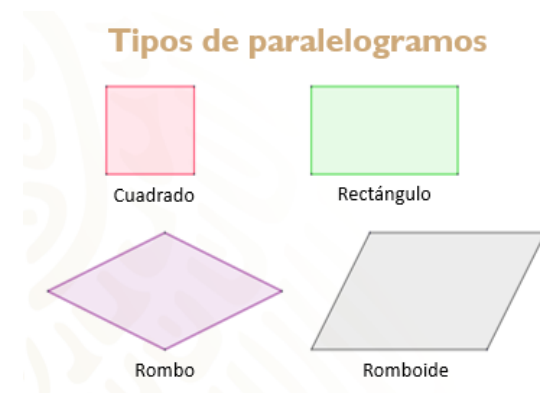 Tipos de paralelogramos
Cuadrado
Rectángulo
Rombo
Romboide